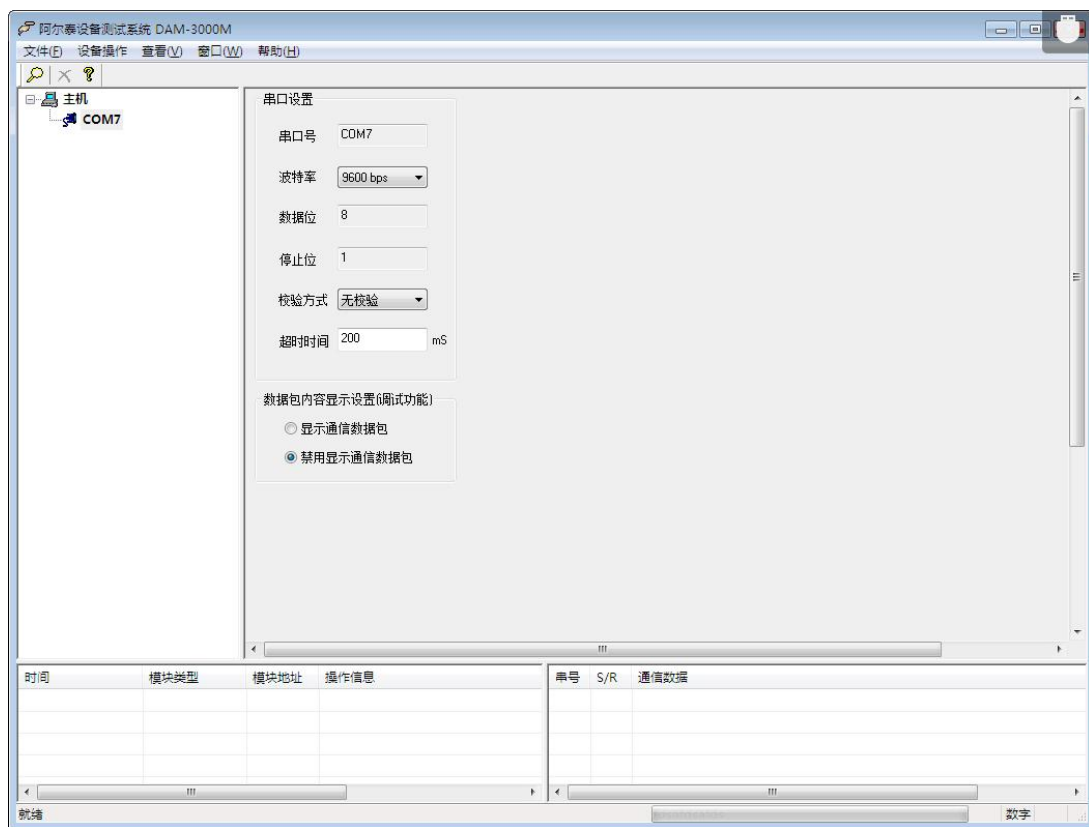 阿尔泰设备测试系统 DAM-3000M
文件(F) 设备操作 查看(V) 窗口(W) 帮助(H)
主机
COM7
串口设置
串口号 COM7
波特率 9600 bps
数据位 8
停止位 1
校验方式 无校验
超时时间 200 mS
数据包内容显示设置(调试功能)
显示通信数据包
禁用显示通信数据包
时间 模块类型 模块地址 操作信息
串号 S/R 通信数据
就绪 数字